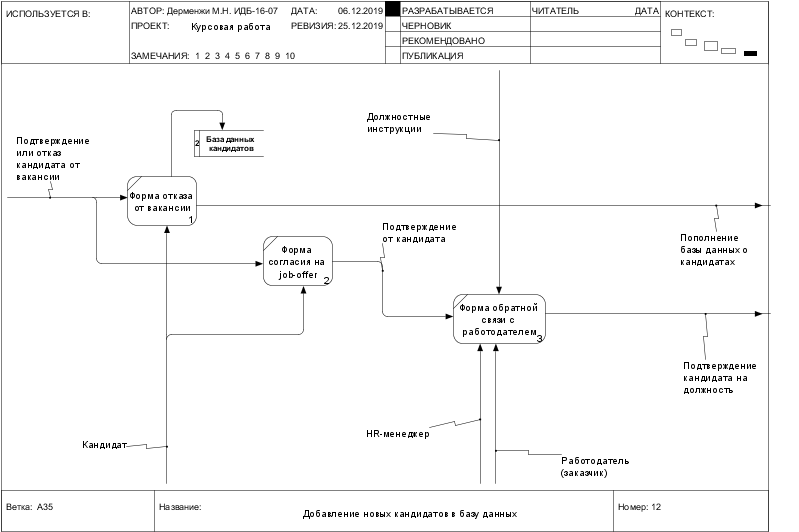 ИСПОЛЬЗУЕТСЯ В:
АВТОР: Дерменжи М.Н. ИДБ-16-07
ДАТА: 06.12.2019
ПРОЕКТ: Курсовая работа
РЕВИЗИЯ: 25.12.2019
ЗАМЕЧАНИЯ: 1 2 3 4 5 6 7 8 9 10
РАЗРАБАТЫВАЕТСЯ
ЧЕРНОВИК
РЕКОМЕНДОВАНО
ПУБЛИКАЦИЯ
ЧИТАТЕЛЬ
ДАТА
КОНТЕКСТ:
Должностные
инструкции
2
База данных
кандидатов
Подтверждение
или отказ
кандидата от
вакансии
Форма отказа
от вакансии
1
Подтверждение
от кандидата
Пополнение
базы данных о
кандидатах
Форма
согласия на
job-offer
2
Форма обратной
связи с
работодателем
3
Подтверждение
кандидата на
должность
Кандидат
HR-менеджер
Работодатель
(заказчик)
Ветка: A35
Название:
Добавление новых кандидатов в базу данных
Номер: 12